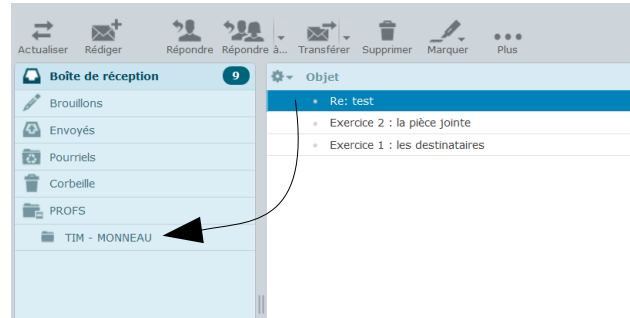 Actualiser Rédiger Répondre Répondre à... Transférer Supprimer Marquer Plus
Boîte de réception 9
Brouillons
Envoyés
Pourriels
Corbeille
PROFS
TIM - MONNEAU
Objet
Re: test
Exercice 2 : la pièce jointe
Exercice 1 : les destinataires